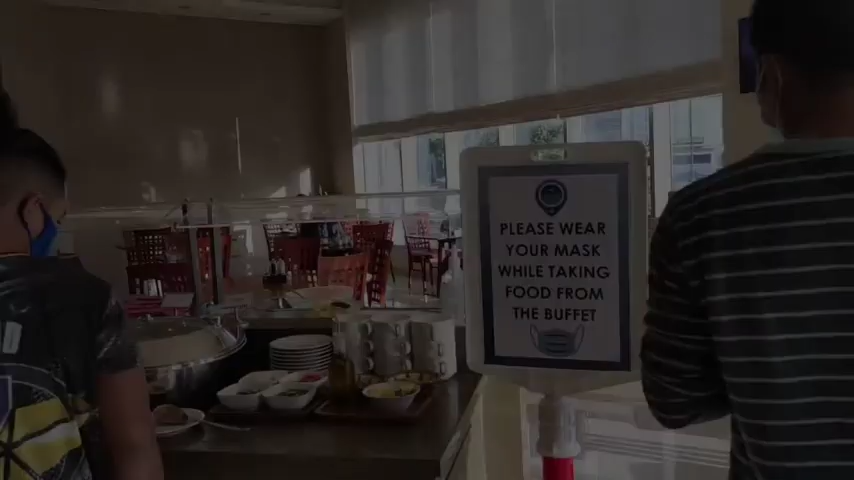 PLEASE WEAR
YOUR MASK
WHILE TAKING
FOOD FROM
THE BUFFET